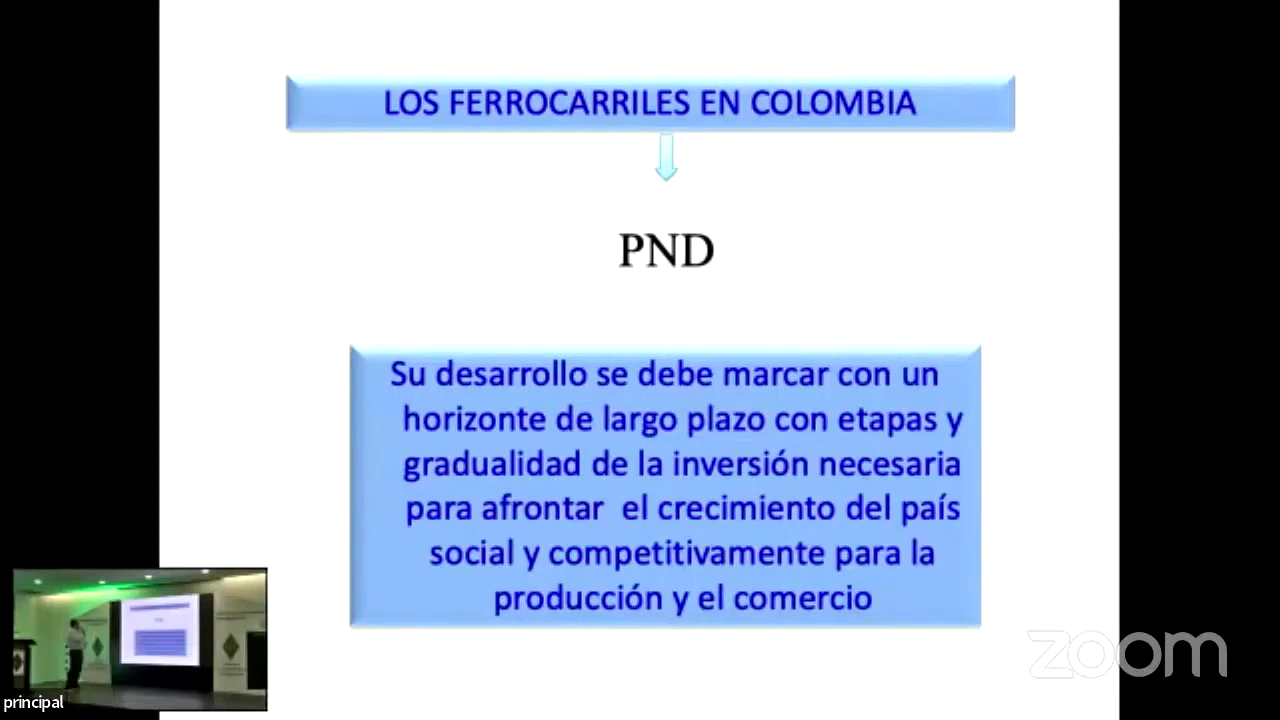 LOS FERROCARRILES EN COLOMBIA
PND
Su desarrollo se debe marcar con un
horizonte de largo plazo con etapas y
gradualidad de la inversión necesaria
para afrontar  el crecimiento del país
social y competitivamente para la
producción y el comercio
zoom
principal